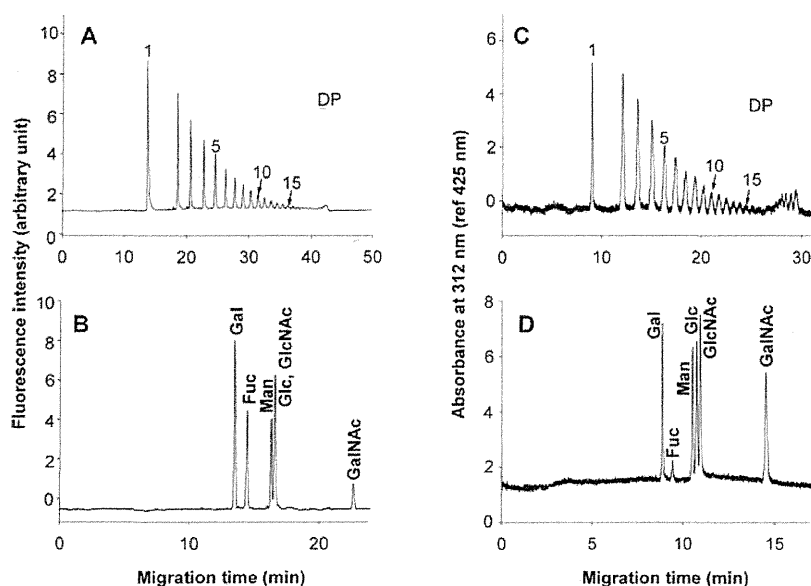 A
C
B
D
Fluorescence intensity (arbitrary unit)
Absorbance at 312 nm (ref 425 nm)
10
8
6
4
2
0
1
5
10
15
DP
0
10
20
30
40
50
6
4
2
0
1
5
10
15
DP
0
10
20
30
10
8
6
4
2
0
Gal
Fuc
Man
Glc, GlcNAc
GalNAc
0
10
20
Migration time (min)
8
6
4
2
0
Gal
Fuc
Man
Glc
GlcNAc
GalNAc
0
5
10
15
Migration time (min)